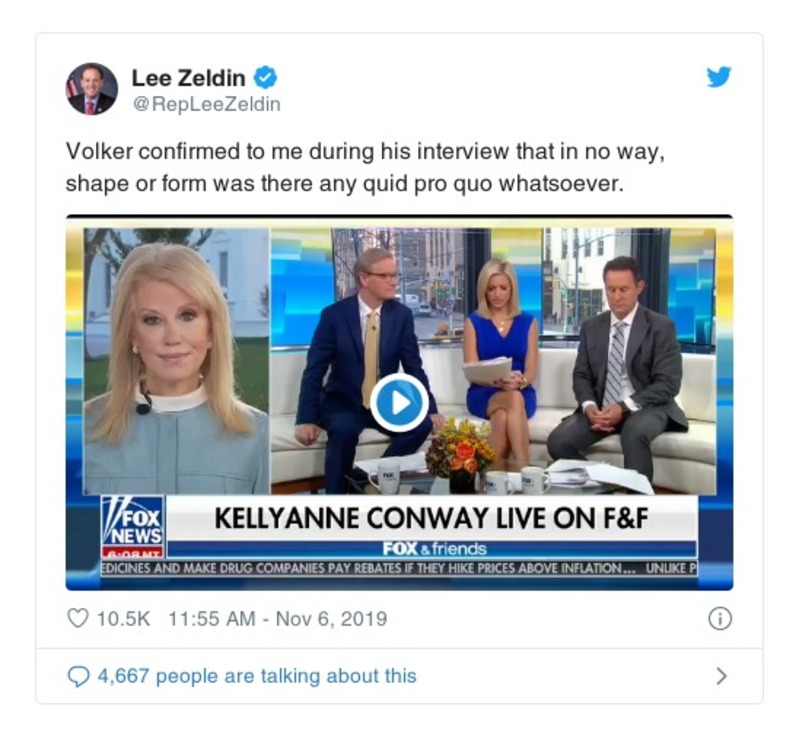 Lee Zeldin
@RepLeeZeldin
Volker confirmed to me during his interview that in no way,
shape or form was there any quid pro quo whatsoever.
FOX
NEWS
6:08 MT
KELLYANNE CONWAY LIVE ON F&F
FOX & friends
EDICINES AND MAKE DRUG COMPANIES PAY REBATES IF THEY HIKE PRICES ABOVE INFLATION... UNLIKE P
10.5K 11:55 AM - Nov 6, 2019
4,667 people are talking about this